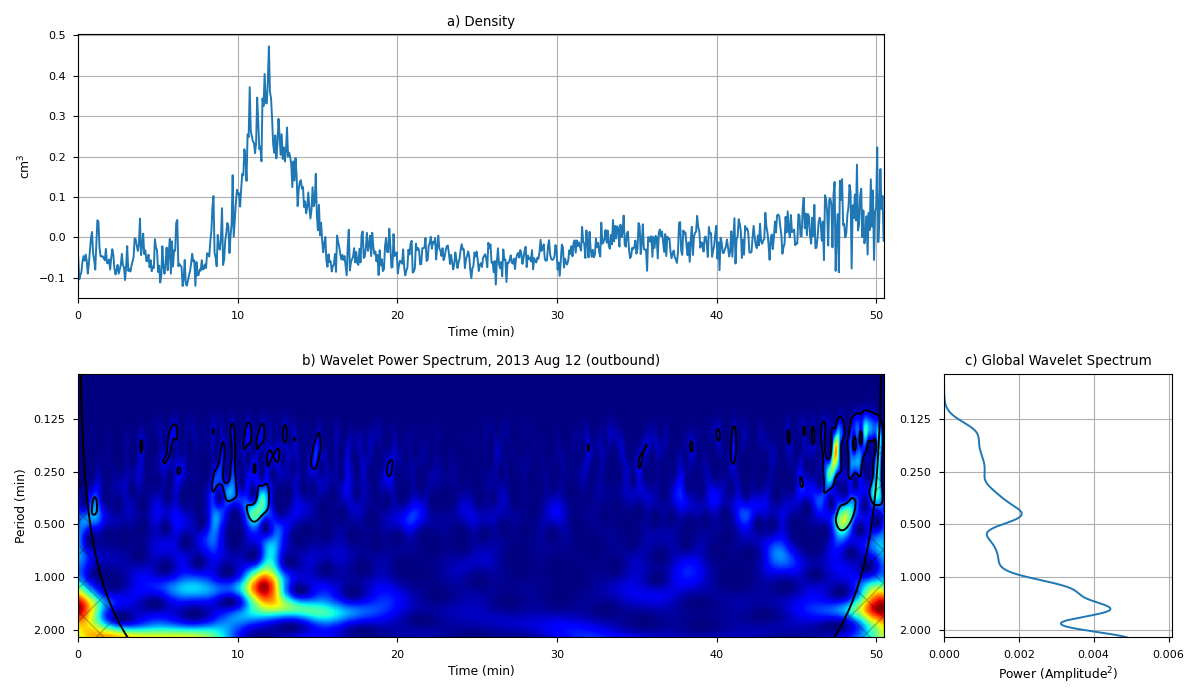 a) Density
cm³
0.5
0.4
0.3
0.2
0.1
0.0
−0.1
0 10 20 30 40 50
Time (min)
b) Wavelet Power Spectrum, 2013 Aug 12 (outbound)
Period (min)
0.125
0.250
0.500
1.000
2.000
0 10 20 30 40 50
Time (min)
c) Global Wavelet Spectrum
0.125
0.250
0.500
1.000
2.000
0.000 0.002 0.004 0.006
Power (Amplitude²)